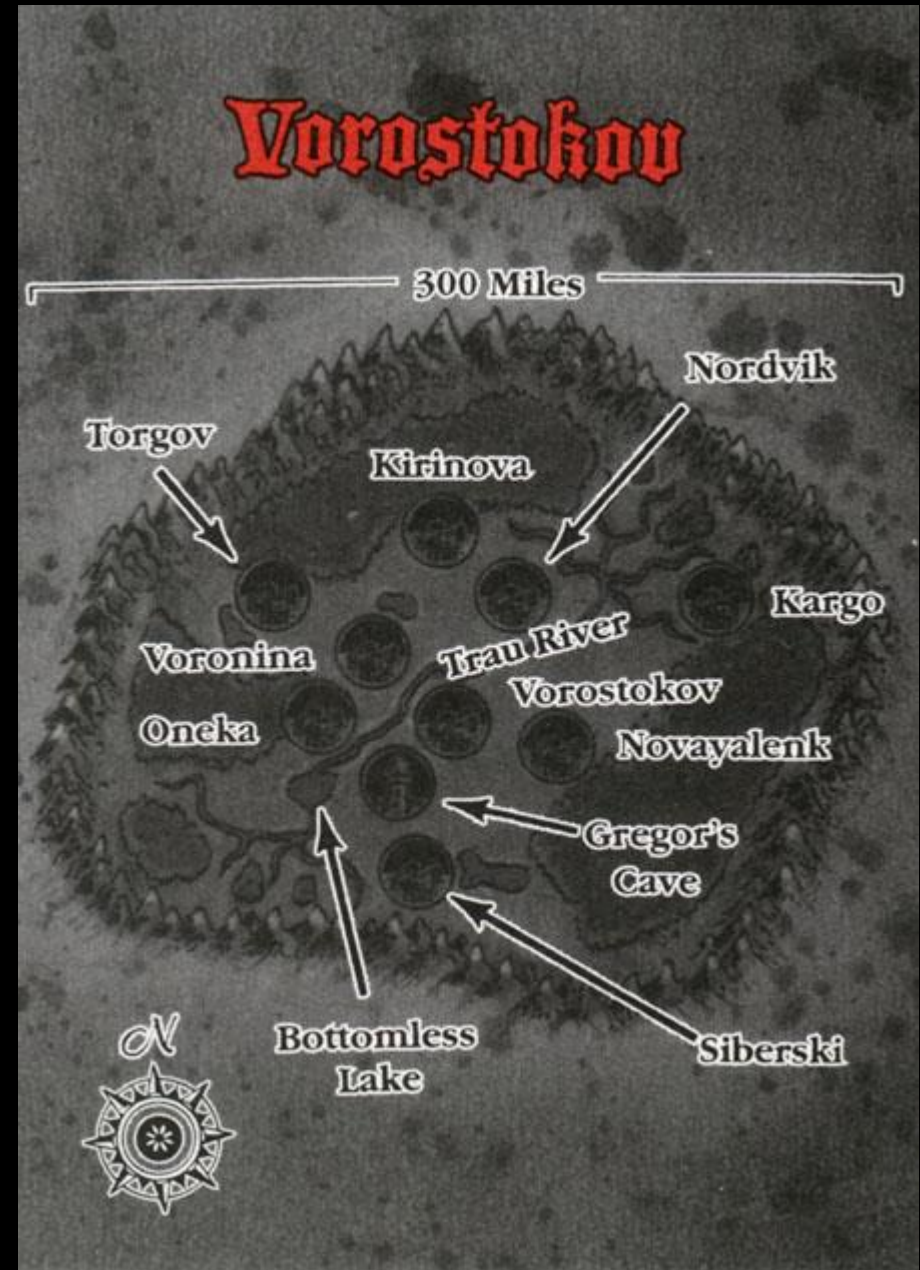 Vorostokov
300 Miles
Nordvik
Torgov
Kirinova
Kargo
Trau River
Voronina
Vorostokov
Oneka
Novayalenk
Gregor's
Cave
Bottomless
Lake
Siberski
N